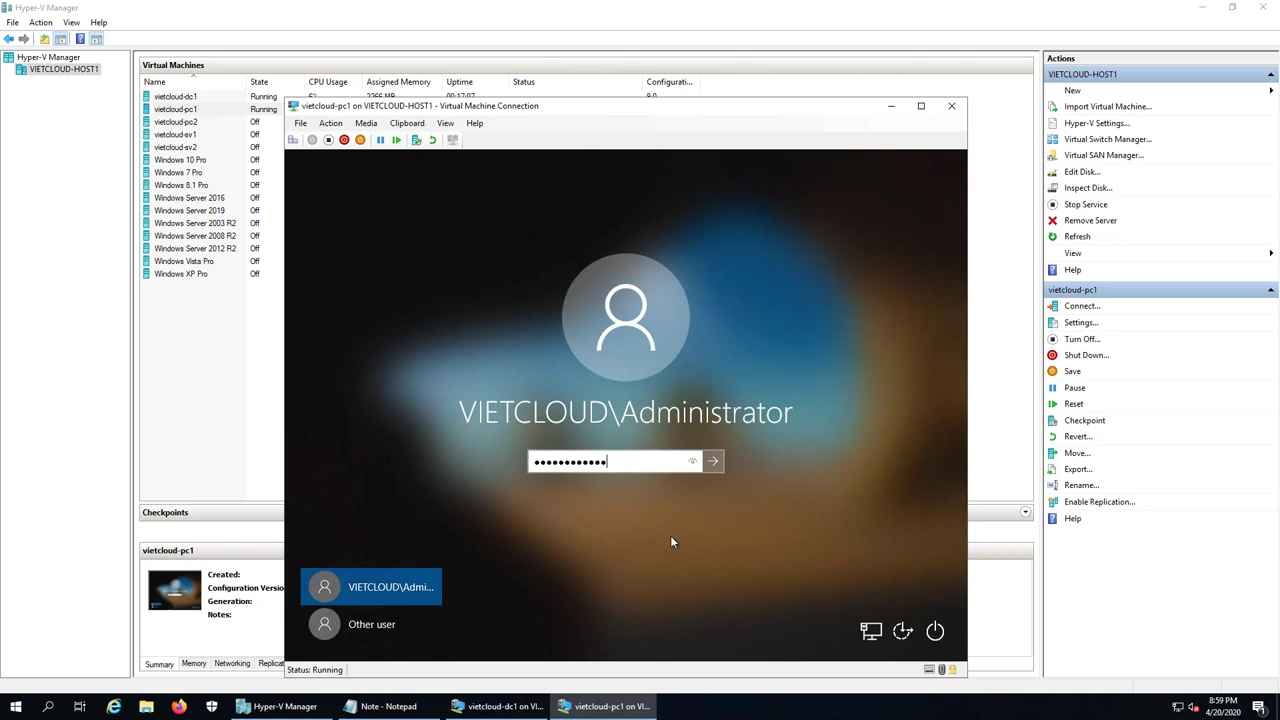 Hyper-V Manager
File Action View Help
Hyper-V Manager
VIETCLOUD-HOST1
Virtual Machines
Name State CPU Usage Assigned Memory Uptime Status Configurati...
vietcloud-dc1 Running
vietcloud-pc1 Running
vietcloud-pc2 Off
vietcloud-sv1 Off
vietcloud-sv2 Off
Windows 10 Pro Off
Windows 7 Pro Off
Windows 8.1 Pro Off
Windows Server 2016 Off
Windows Server 2019 Off
Windows Server 2003 R2 Off
Windows Server 2008 R2 Off
Windows Server 2012 R2 Off
Windows Vista Pro Off
Windows XP Pro Off
Checkpoints
vietcloud-pc1
Created:
Configuration Versio
Generation:
Notes:
Summary Memory Networking Replicat
vietcloud-pc1 on VIETCLOUD-HOST1 - Virtual Machine Connection
File Action Media Clipboard View Help
VIETCLOUD\Administrator
VIETCLOUD\Admi...
Other user
Status: Running
Actions
VIETCLOUD-HOST1
New
Import Virtual Machine...
Hyper-V Settings...
Virtual Switch Manager...
Virtual SAN Manager...
Edit Disk...
Inspect Disk...
Stop Service
Remove Server
Refresh
View
Help
vietcloud-pc1
Connect...
Settings...
Turn Off...
Shut Down...
Save
Pause
Reset
Checkpoint
Revert...
Move...
Export...
Rename...
Enable Replication...
Help
Hyper-V Manager
Note - Notepad
vietcloud-dc1 on VI...
vietcloud-pc1 on VI...
8:59 PM
4/20/2020